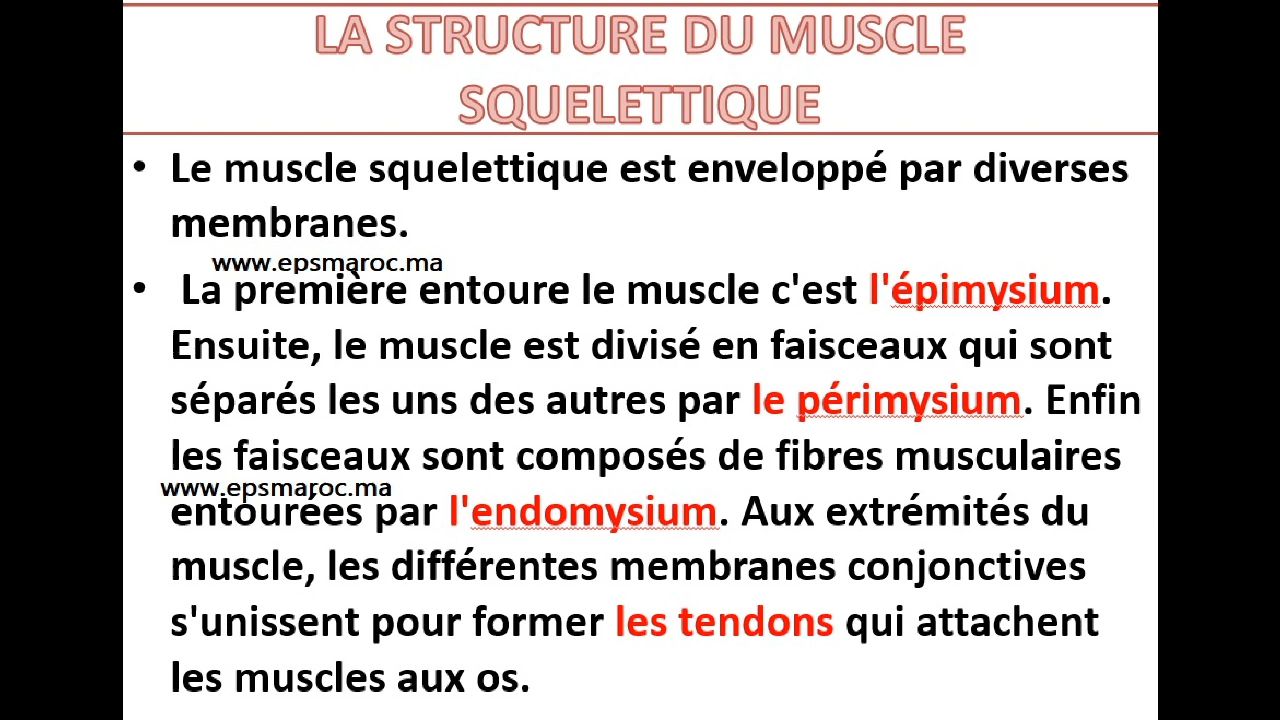 LA STRUCTURE DU MUSCLE
SQUELETTIQUE
• Le muscle squelettique est enveloppé par diverses
membranes.
www.epsmaroc.ma
• La première entoure le muscle c'est l'épimysium.
Ensuite, le muscle est divisé en faisceaux qui sont
séparés les uns des autres par le périmysium. Enfin
les faisceaux sont composés de fibres musculaires
www.epsmaroc.ma
entourées par l'endomysium. Aux extrémités du
muscle, les différentes membranes conjonctives
s'unissent pour former les tendons qui attachent
les muscles aux os.